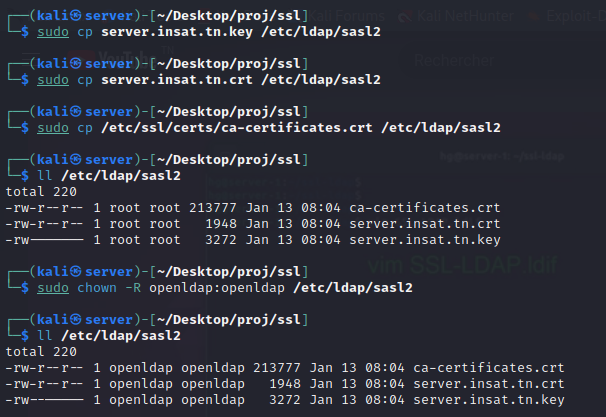 ┌──(kali㉿server)-[~/Desktop/proj/ssl]
└─$ sudo cp server.insat.tn.key /etc/ldap/sasl2
┌──(kali㉿server)-[~/Desktop/proj/ssl]
└─$ sudo cp server.insat.tn.crt /etc/ldap/sasl2
┌──(kali㉿server)-[~/Desktop/proj/ssl]
└─$ sudo cp /etc/ssl/certs/ca-certificates.crt /etc/ldap/sasl2
┌──(kali㉿server)-[~/Desktop/proj/ssl]
└─$ ll /etc/ldap/sasl2
total 220
-rw-r--r-- 1 root root 213777 Jan 13 08:04 ca-certificates.crt
-rw-r--r-- 1 root root   1948 Jan 13 08:04 server.insat.tn.crt
-rw------- 1 root root   3272 Jan 13 08:04 server.insat.tn.key
vim SSL-LDAP ldif
┌──(kali㉿server)-[~/Desktop/proj/ssl]
└─$ sudo chown -R openldap:openldap /etc/ldap/sasl2
┌──(kali㉿server)-[~/Desktop/proj/ssl]
└─$ ll /etc/ldap/sasl2
total 220
-rw-r--r-- 1 openldap openldap 213777 Jan 13 08:04 ca-certificates.crt
-rw-r--r-- 1 openldap openldap   1948 Jan 13 08:04 server.insat.tn.crt
-rw------- 1 openldap openldap   3272 Jan 13 08:04 server.insat.tn.key